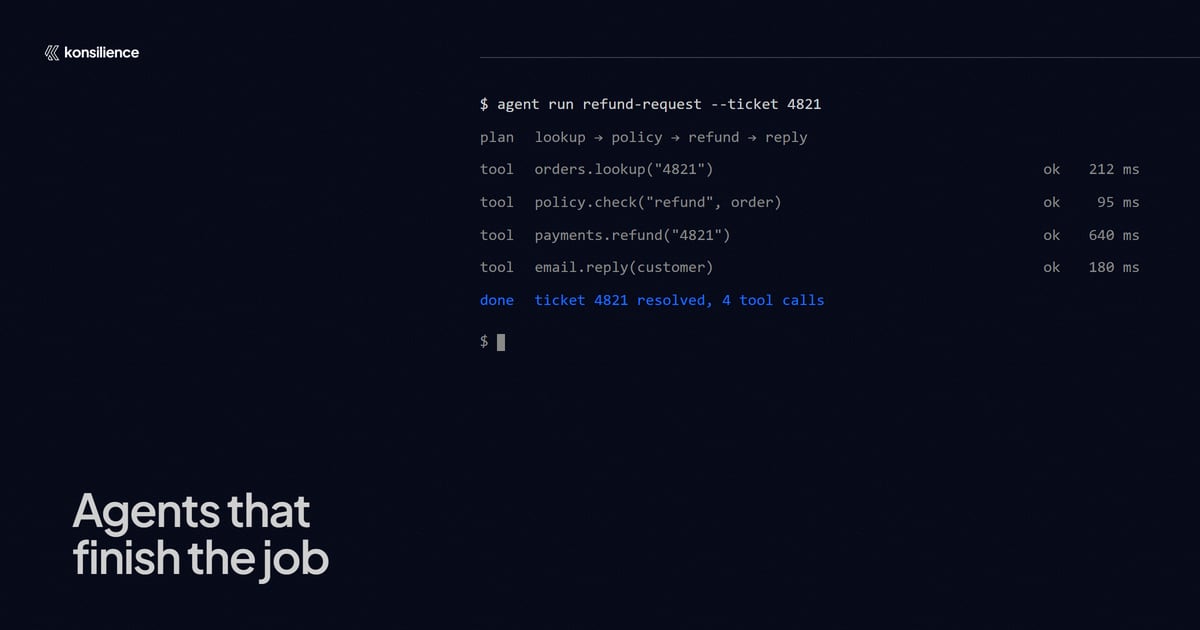 konsilience
$ agent run refund-request --ticket 4821
plan lookup → policy → refund → reply
tool orders.lookup("4821") ok 212 ms
tool policy.check("refund", order) ok 95 ms
tool payments.refund("4821") ok 640 ms
tool email.reply(customer) ok 180 ms
done ticket 4821 resolved, 4 tool calls
$
Agents that
finish the job